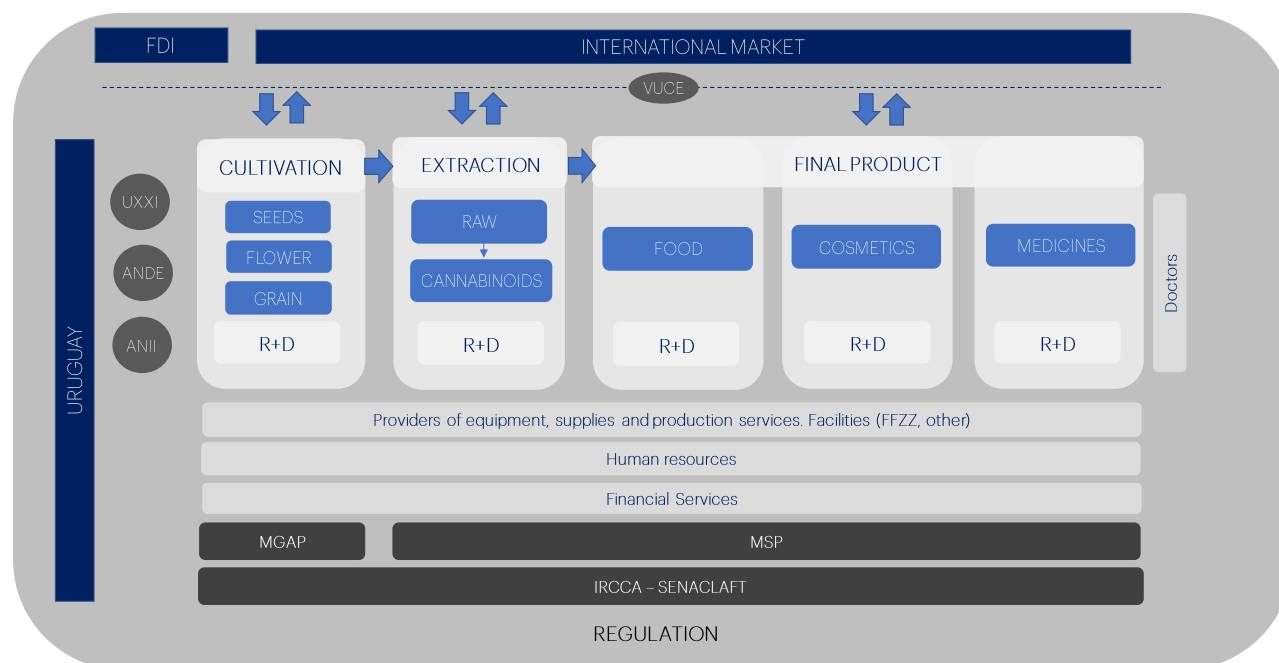 FDI
INTERNATIONAL MARKET
VUCE
URUGUAY
UXXI
ANDE
ANII
CULTIVATION
SEEDS
FLOWER
GRAIN
R+D
EXTRACTION
RAW
CANNABINOIDS
R+D
FINAL PRODUCT
FOOD
R+D
COSMETICS
R+D
MEDICINES
R+D
Doctors
Providers of equipment, supplies and production services. Facilities (FFZZ, other)
Human resources
Financial Services
MGAP
MSP
IRCCA – SENACLAFT
REGULATION